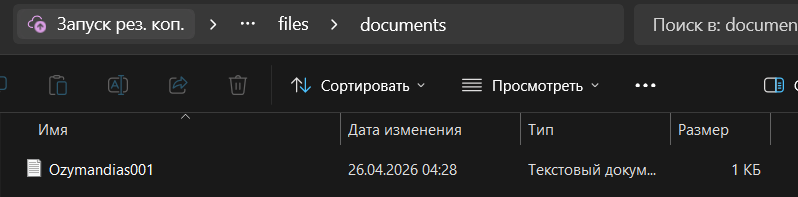 Запуск рез. коп. ··· files documents Поиск в: documen
Сортировать Просмотреть ···
Имя Дата изменения Тип Размер
Ozymandias001 26.04.2026 04:28 Текстовый докум... 1 КБ